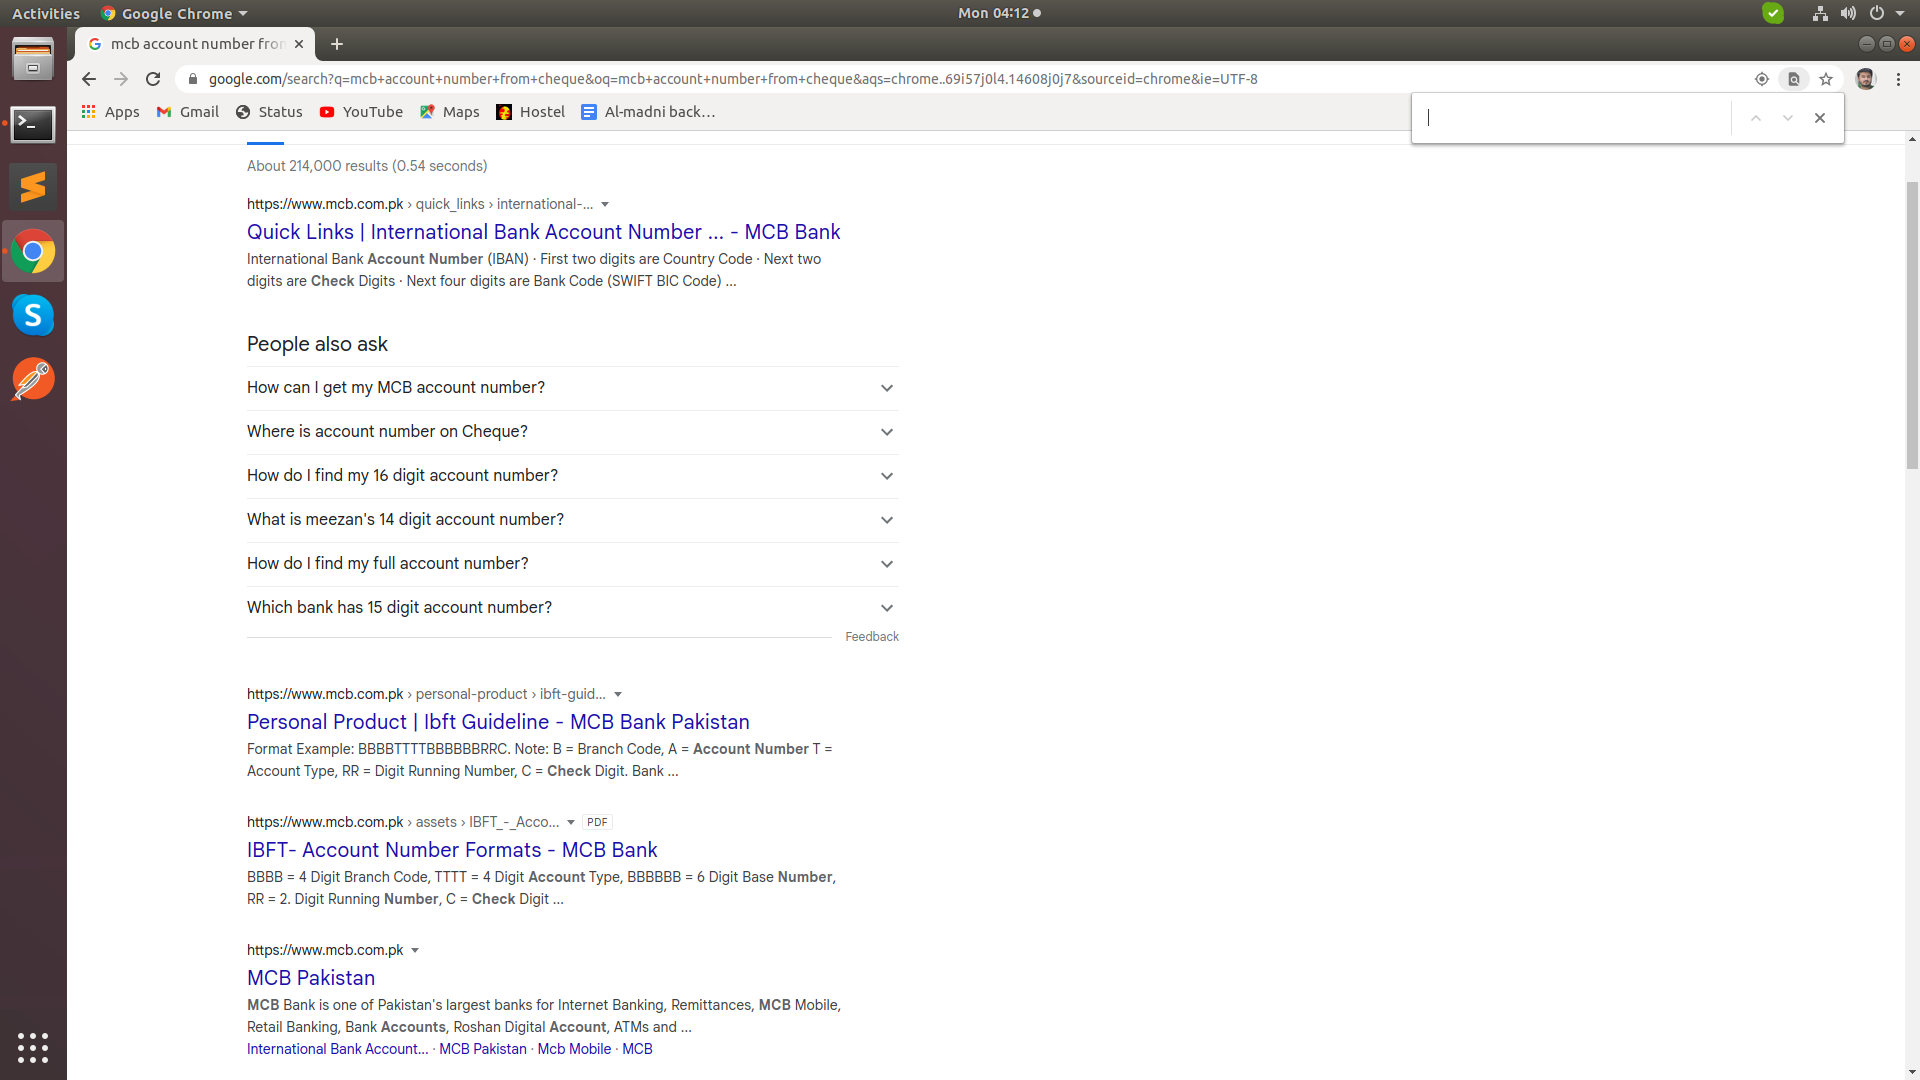 Activities Google Chrome Mon 04:12
mcb account number from
google.com/search?q=mcb+account+number+from+cheque&oq=mcb+account+number+from+cheque&aqs=chrome..69i57j0l4.14608j0j7&sourceid=chrome&ie=UTF-8
Apps Gmail Status YouTube Maps Hostel Al-madni back…
About 214,000 results (0.54 seconds)
https://www.mcb.com.pk › quick_links › international-...
Quick Links | International Bank Account Number ... - MCB Bank
International Bank Account Number (IBAN) · First two digits are Country Code · Next two
digits are Check Digits · Next four digits are Bank Code (SWIFT BIC Code) ...
People also ask
How can I get my MCB account number?
Where is account number on Cheque?
How do I find my 16 digit account number?
What is meezan's 14 digit account number?
How do I find my full account number?
Which bank has 15 digit account number?
Feedback
https://www.mcb.com.pk › personal-product › ibft-guid...
Personal Product | Ibft Guideline - MCB Bank Pakistan
Format Example: BBBBTTTTBBBBBBRRC. Note: B = Branch Code, A = Account Number T =
Account Type, RR = Digit Running Number, C = Check Digit. Bank ...
https://www.mcb.com.pk › assets › IBFT_-_Acco... PDF
IBFT- Account Number Formats - MCB Bank
BBBB = 4 Digit Branch Code, TTTT = 4 Digit Account Type, BBBBBB = 6 Digit Base Number,
RR = 2. Digit Running Number, C = Check Digit ...
https://www.mcb.com.pk
MCB Pakistan
MCB Bank is one of Pakistan's largest banks for Internet Banking, Remittances, MCB Mobile,
Retail Banking, Bank Accounts, Roshan Digital Account, ATMs and ...
International Bank Account... · MCB Pakistan · Mcb Mobile · MCB